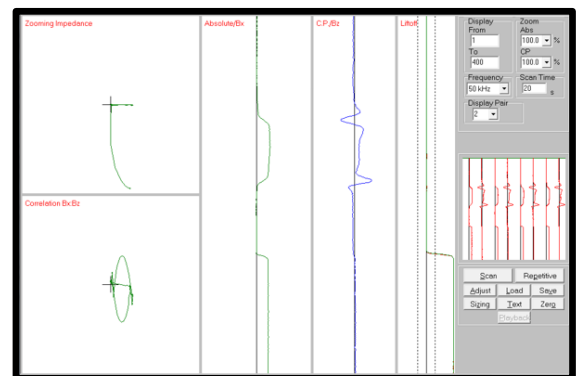 Zooming Impedance
Correlation Bx:Bz
Absolute/Bx
C.P./Bz
Liftoff
Display
From
1
To
400
Zoom
Abs
100.0 %
CP
100.0 %
Frequency
50 kHz
Scan Time
20 s
Display Pair
2
Scan Repetitive
Adjust Load Save
Sizing Text Zero
Playback